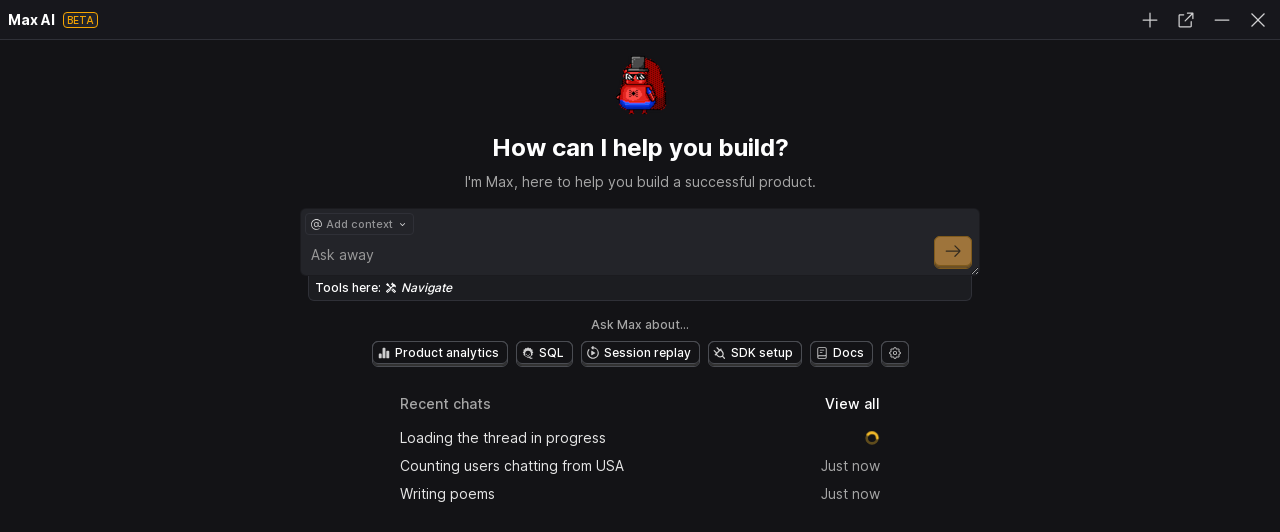 Max AI BETA
How can I help you build?
I'm Max, here to help you build a successful product.
@ Add context
Ask away
Tools here: Navigate
Ask Max about...
Product analytics SQL Session replay SDK setup Docs
Recent chats View all
Loading the thread in progress
Counting users chatting from USA Just now
Writing poems Just now